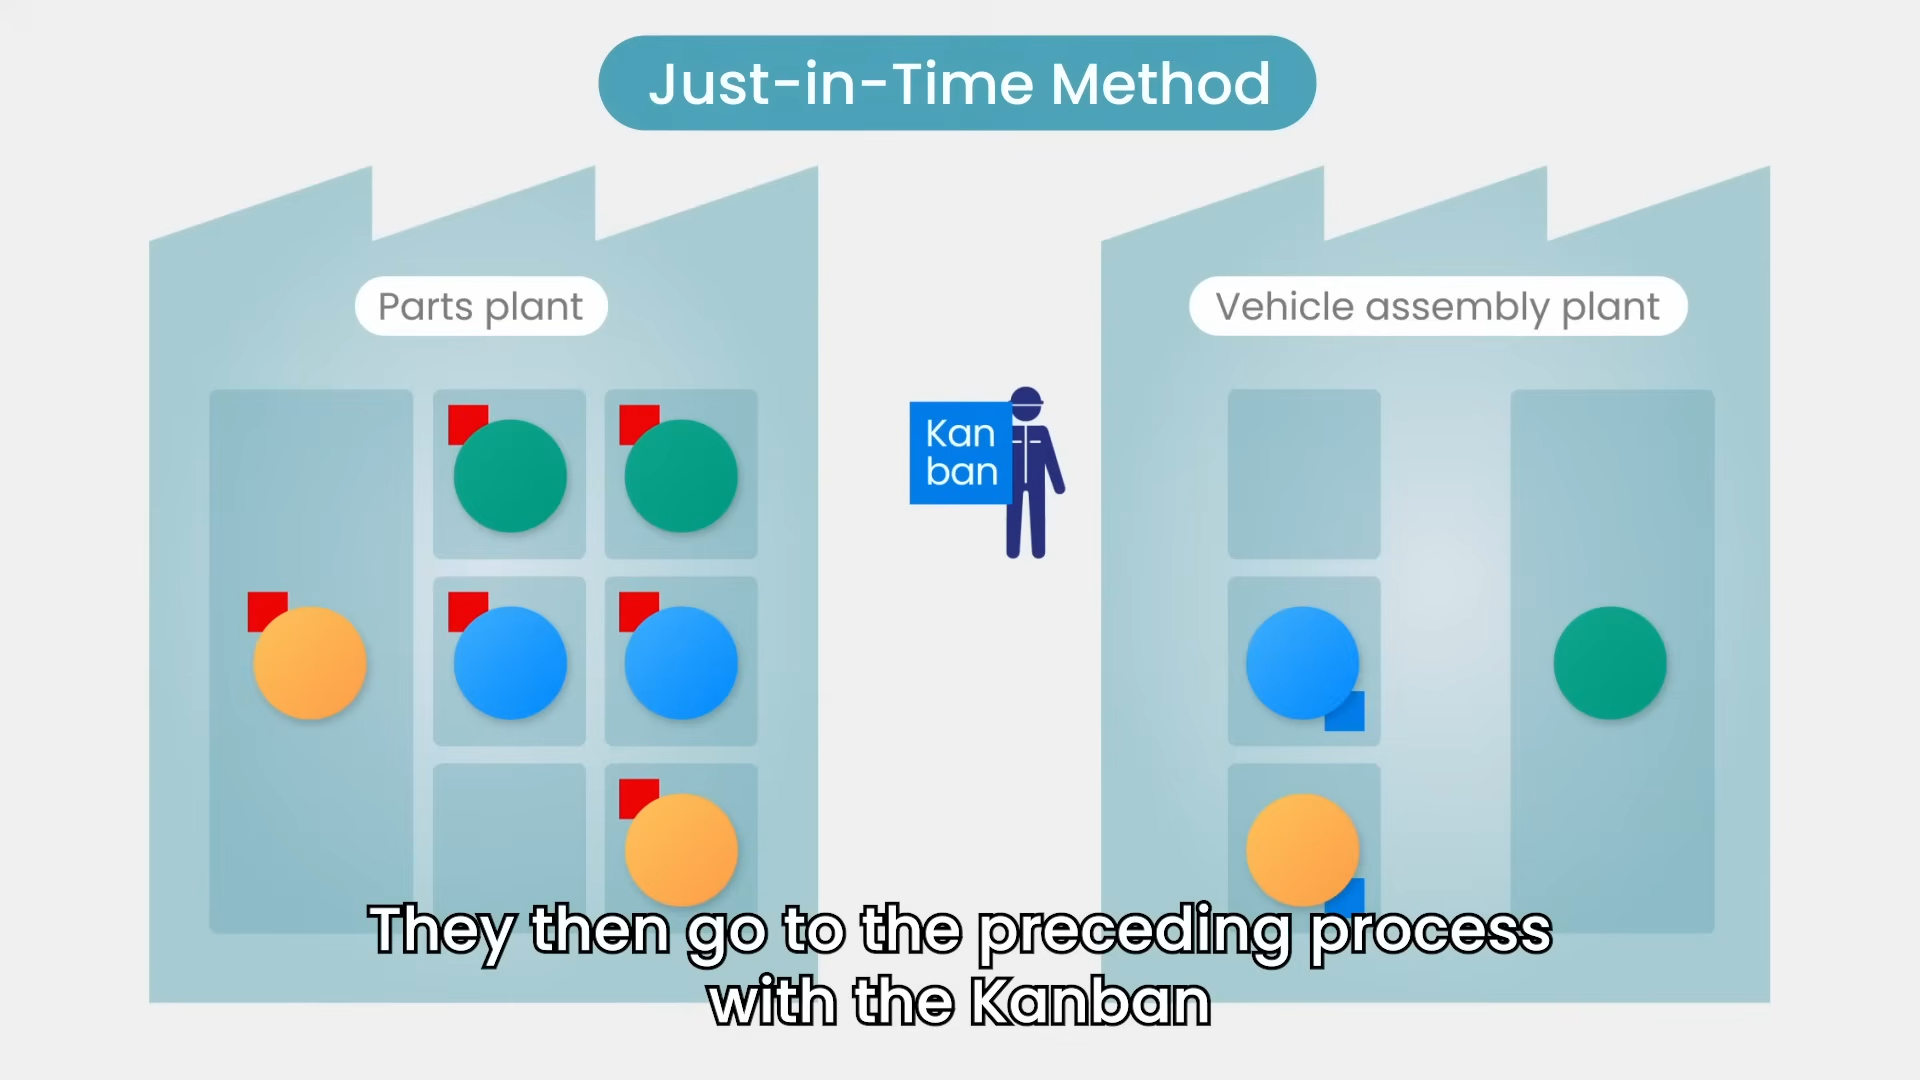 Just-in-Time Method
Parts plant
Vehicle assembly plant
Kan
ban
They then go to the preceding process
with the Kanban